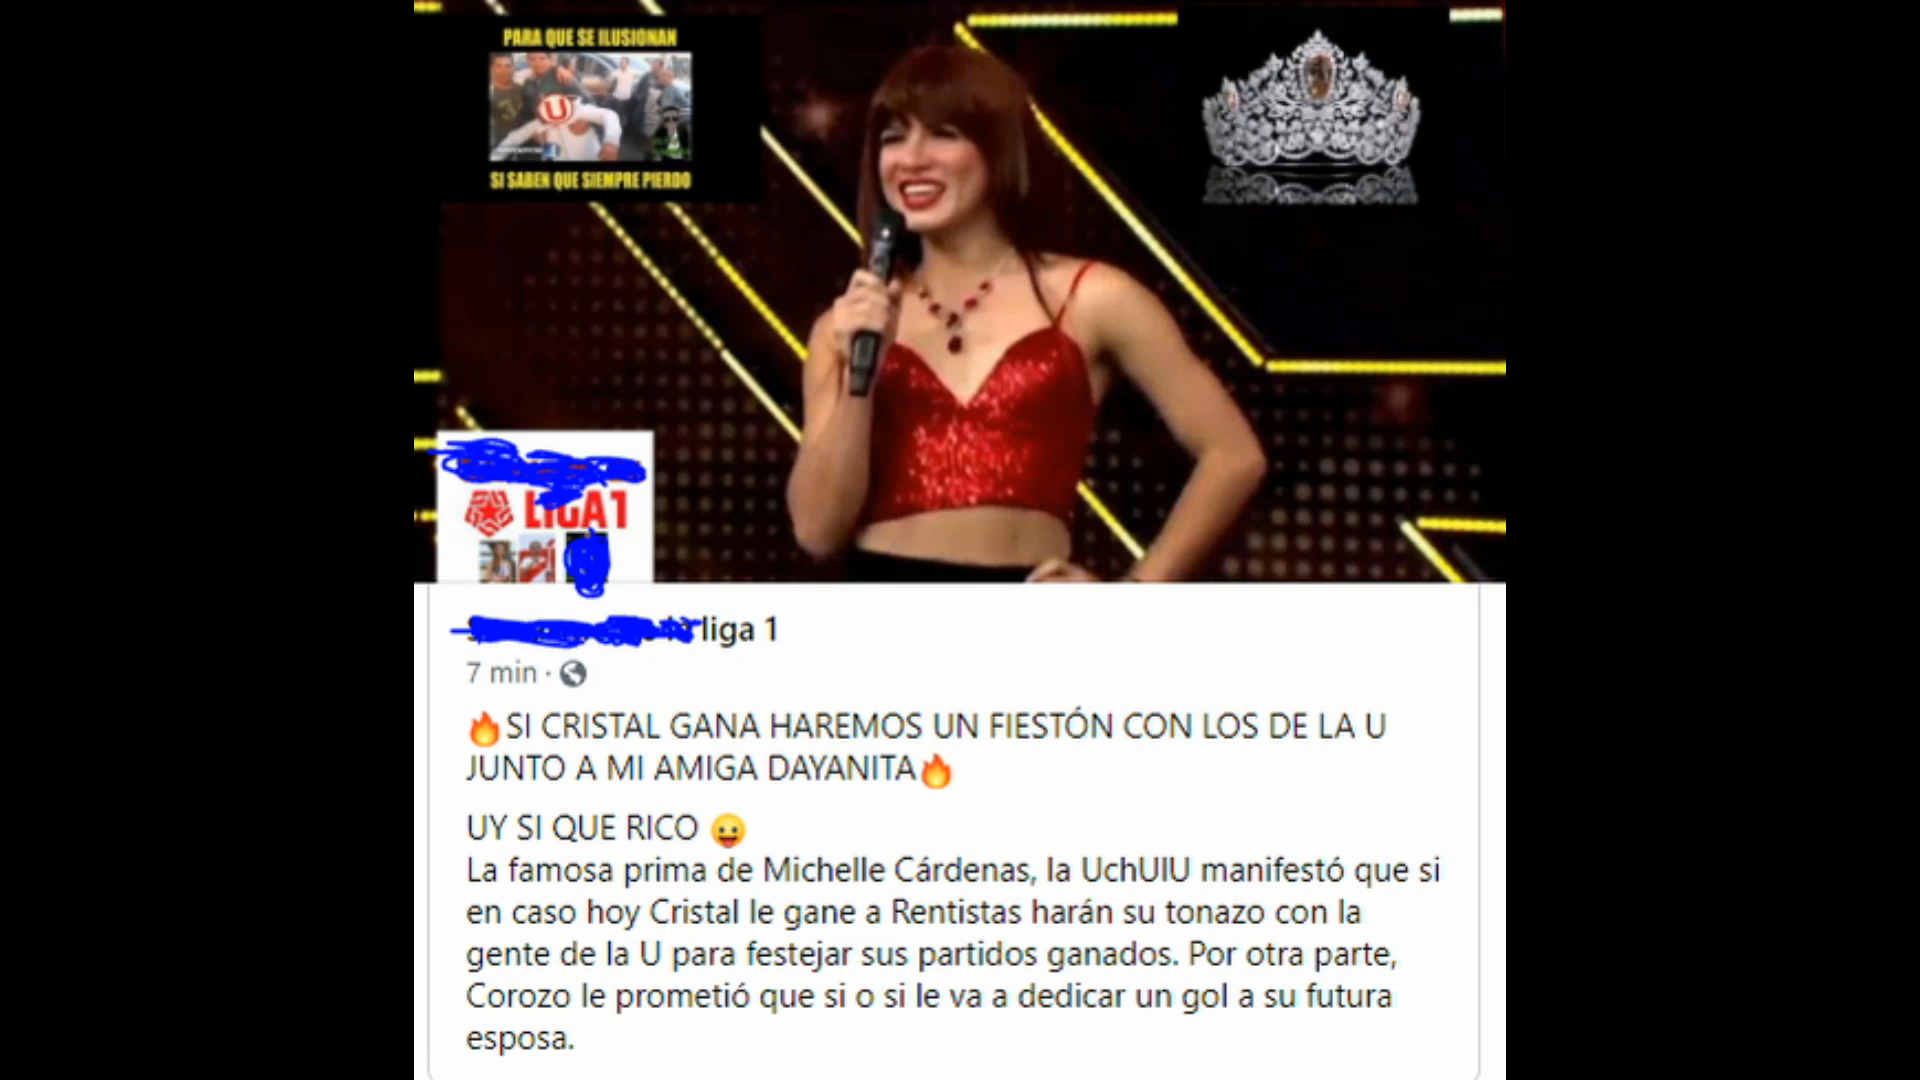 PARA QUE SE ILUSIONAN
U
SI SABEN QUE SIEMPRE PIERDO
LIGA1
liga 1
7 min ·
🔥SI CRISTAL GANA HAREMOS UN FIESTÓN CON LOS DE LA U
JUNTO A MI AMIGA DAYANITA🔥
UY SI QUE RICO 😛
La famosa prima de Michelle Cárdenas, la UchUlU manifestó que si
en caso hoy Cristal le gane a Rentistas harán su tonazo con la
gente de la U para festejar sus partidos ganados. Por otra parte,
Corozo le prometió que si o si le va a dedicar un gol a su futura
esposa.